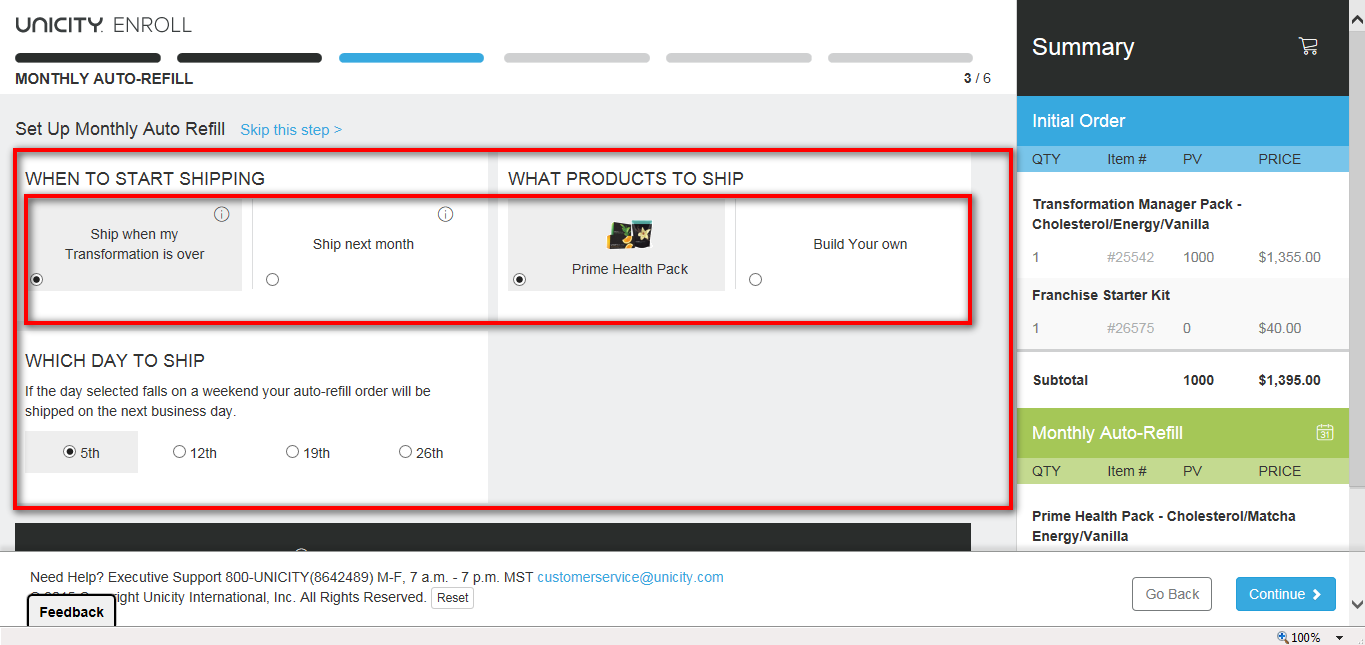 UNICITY. ENROLL
MONTHLY AUTO-REFILL
3 / 6
Set Up Monthly Auto Refill Skip this step >
WHEN TO START SHIPPING
Ship when my
Transformation is over
Ship next month
WHAT PRODUCTS TO SHIP
Prime Health Pack
Build Your own
WHICH DAY TO SHIP
If the day selected falls on a weekend your auto-refill order will be
shipped on the next business day.
5th 12th 19th 26th
Summary
Initial Order
QTY Item # PV PRICE
Transformation Manager Pack -
Cholesterol/Energy/Vanilla
1 #25542 1000 $1,355.00
Franchise Starter Kit
1 #26575 0 $40.00
Subtotal 1000 $1,395.00
Monthly Auto-Refill
31
QTY Item # PV PRICE
Prime Health Pack - Cholesterol/Matcha
Energy/Vanilla
Need Help? Executive Support 800-UNICITY(8642489) M-F, 7 a.m. - 7 p.m. MST customerservice@unicity.com
Unicity International, Inc. All Rights Reserved. Reset
Feedback
Go Back
Continue
100%